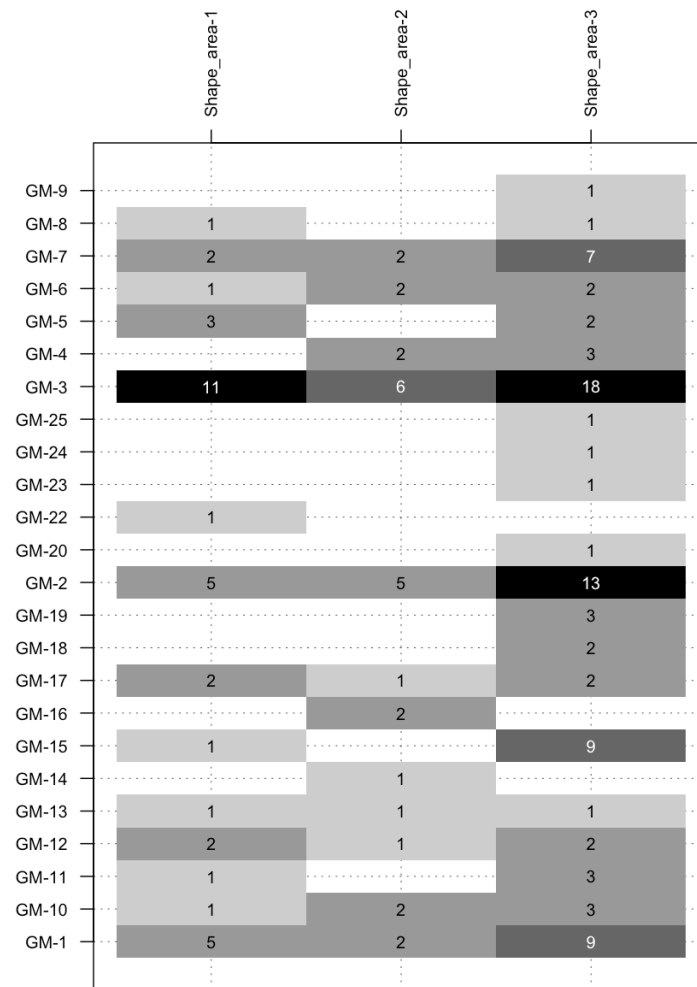 Shape_area-1 Shape_area-2 Shape_area-3
GM-9 1
GM-8 1 1
GM-7 2 2 7
GM-6 1 2 2
GM-5 3 2
GM-4 2 3
GM-3 11 6 18
GM-25 1
GM-24 1
GM-23 1
GM-22 1
GM-20 1
GM-2 5 5 13
GM-19 3
GM-18 2
GM-17 2 1 2
GM-16 2
GM-15 1 9
GM-14 1
GM-13 1 1 1
GM-12 2 1 2
GM-11 1 3
GM-10 1 2 3
GM-1 5 2 9